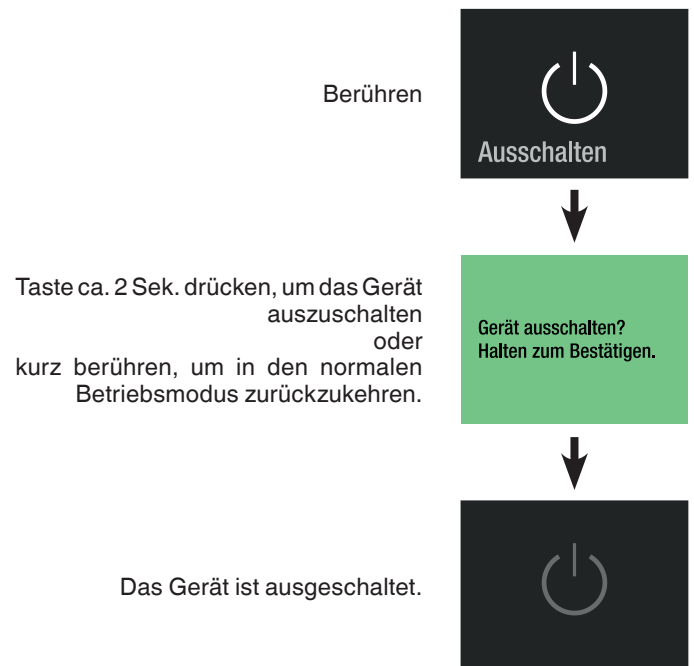 Berühren
Ausschalten
Taste ca. 2 Sek. drücken, um das Gerät
auszuschalten
oder
kurz berühren, um in den normalen
Betriebsmodus zurückzukehren.
Gerät ausschalten?
Halten zum Bestätigen.
Das Gerät ist ausgeschaltet.